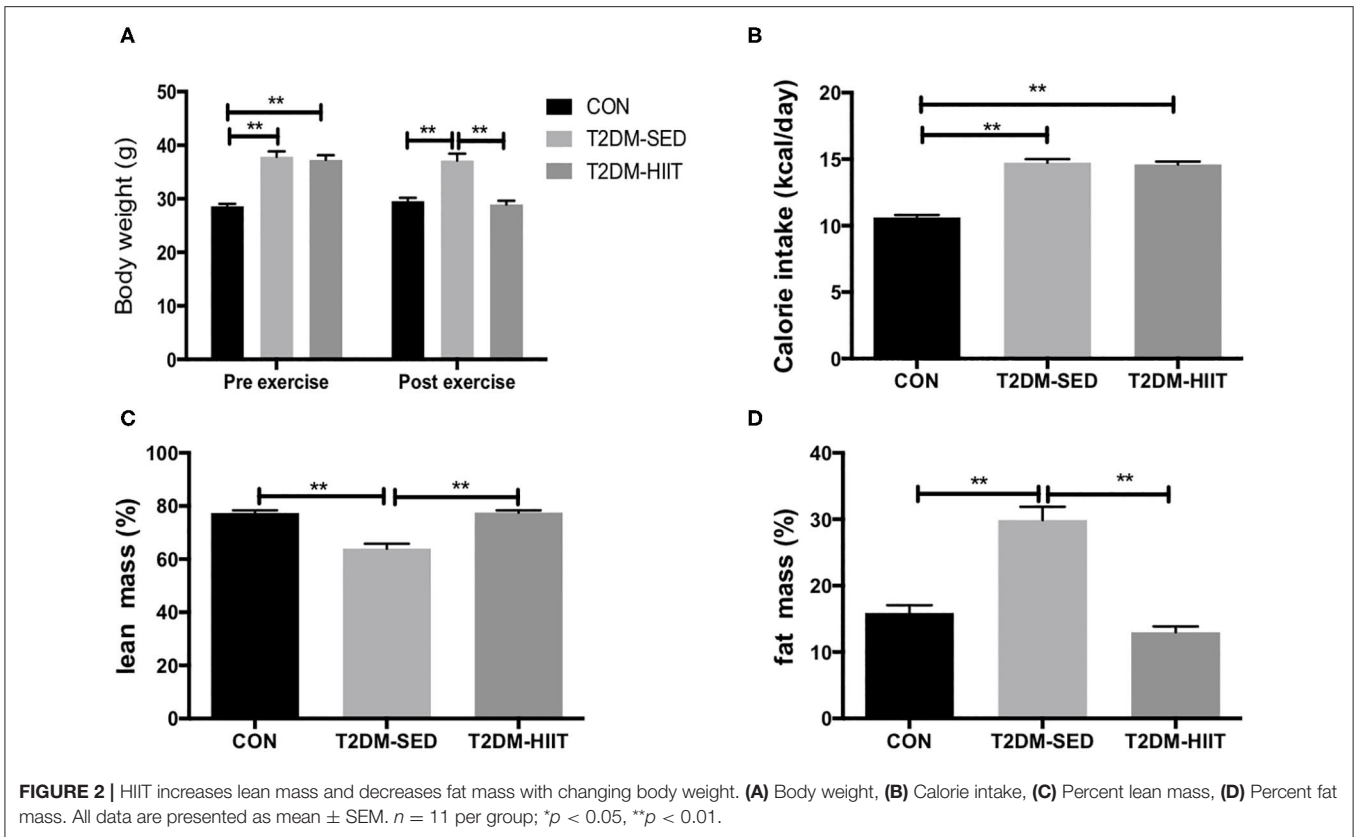 A
Body weight (g)
50
40
30
20
10
0
**
**
**
**
Pre exercise
Post exercise
CON
T2DM-SED
T2DM-HIIT
B
Calorie intake (kcal/day)
20
15
10
5
0
**
**
CON
T2DM-SED
T2DM-HIIT
C
lean mass (%)
100
80
60
40
20
0
**
**
CON
T2DM-SED
T2DM-HIIT
D
fat mass (%)
40
30
20
10
0
**
**
CON
T2DM-SED
T2DM-HIIT
FIGURE 2 | HIIT increases lean mass and decreases fat mass with changing body weight. (A) Body weight, (B) Calorie intake, (C) Percent lean mass, (D) Percent fat
mass. All data are presented as mean ± SEM. n = 11 per group; *p < 0.05, **p < 0.01.